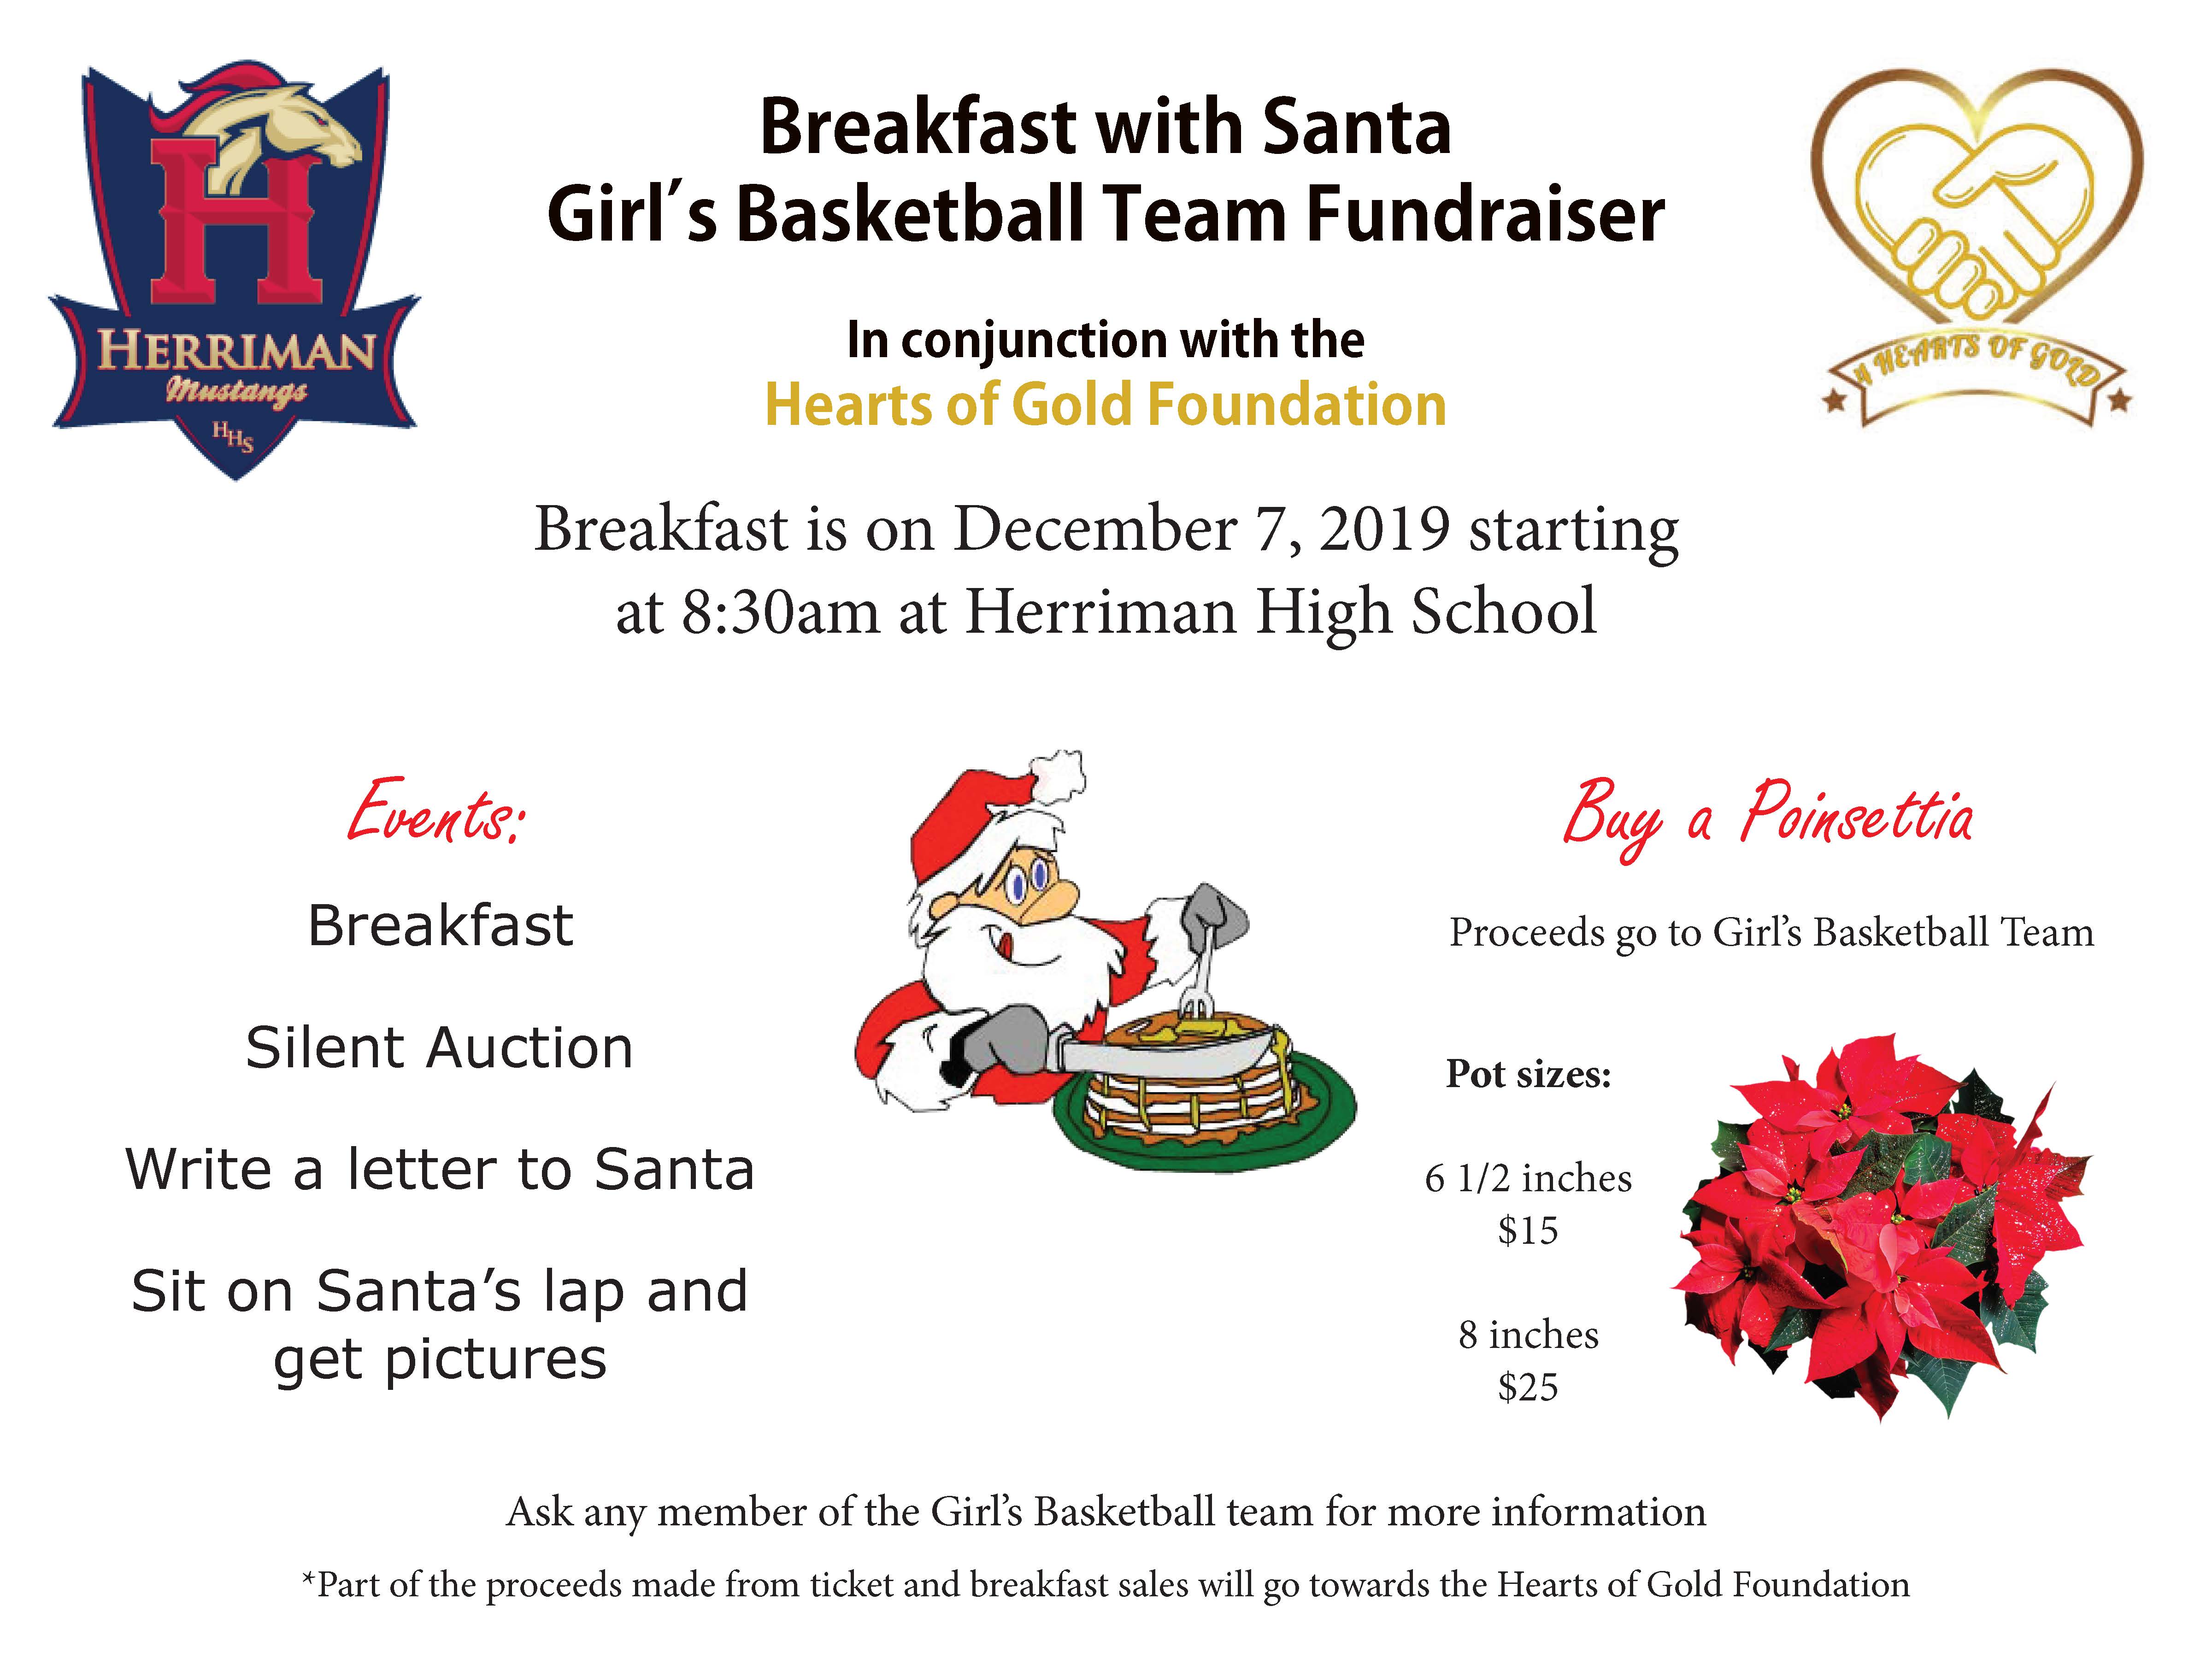 H
HERRIMAN
Mustangs
HHS
Breakfast with Santa
Girl´s Basketball Team Fundraiser
In conjunction with the
Hearts of Gold Foundation
4 HEARTS OF GOLD
Breakfast is on December 7, 2019 starting
at 8:30am at Herriman High School
Events:
Breakfast
Silent Auction
Write a letter to Santa
Sit on Santa’s lap and
get pictures
Buy a Poinsettia
Proceeds go to Girl’s Basketball Team
Pot sizes:
6 1/2 inches
$15
8 inches
$25
Ask any member of the Girl’s Basketball team for more information
*Part of the proceeds made from ticket and breakfast sales will go towards the Hearts of Gold Foundation